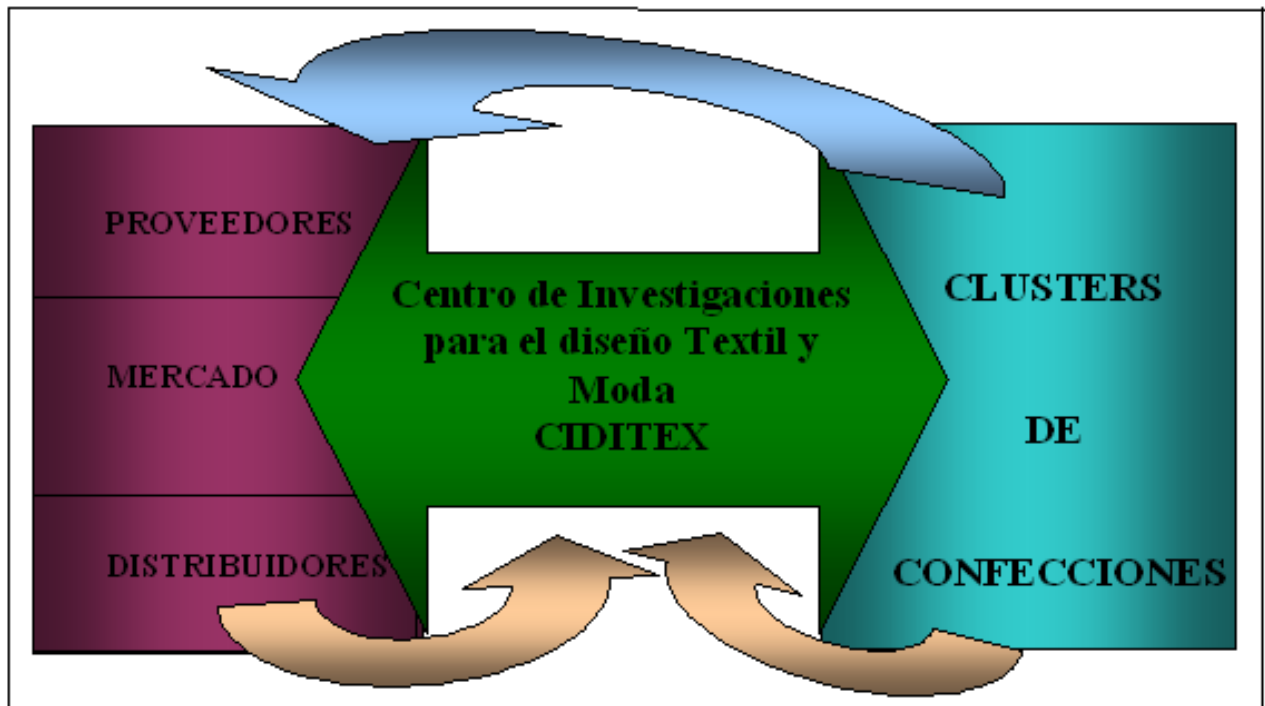 PROVEEDORES
MERCADO
DISTRIBUIDORES
Centro de Investigaciones
para el diseño Textil y
Moda
CIDITEX
CLUSTERS
DE
CONFECCIONES